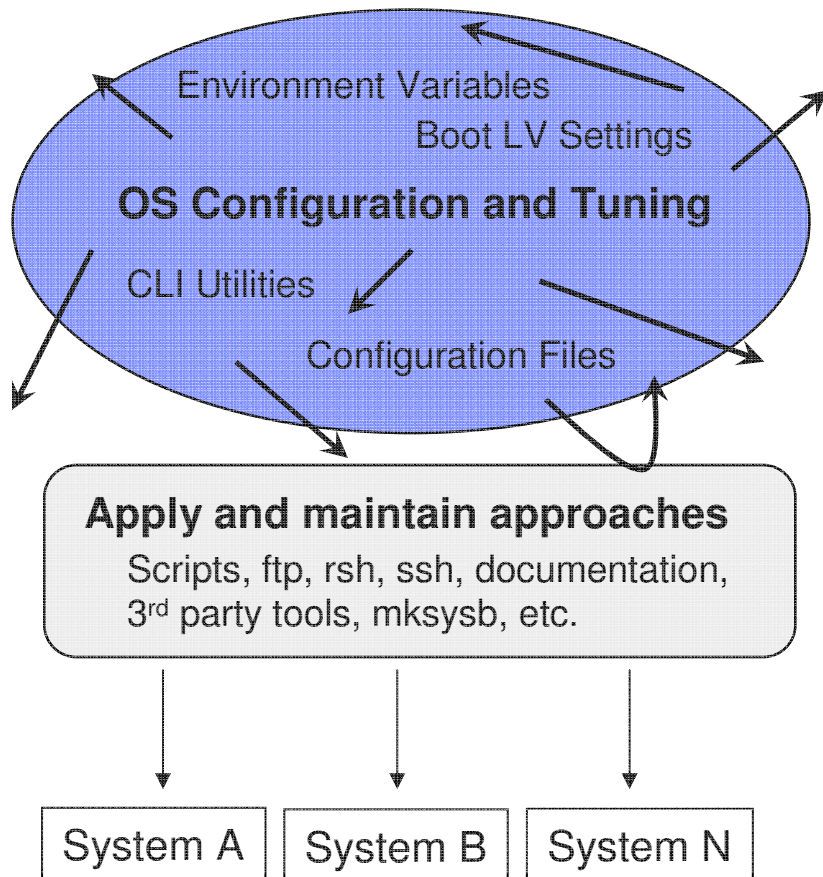 Environment Variables
Boot LV Settings
OS Configuration and Tuning
CLI Utilities
Configuration Files
Apply and maintain approaches
Scripts, ftp, rsh, ssh, documentation,
3rd party tools, mksysb, etc.
System A
System B
System N